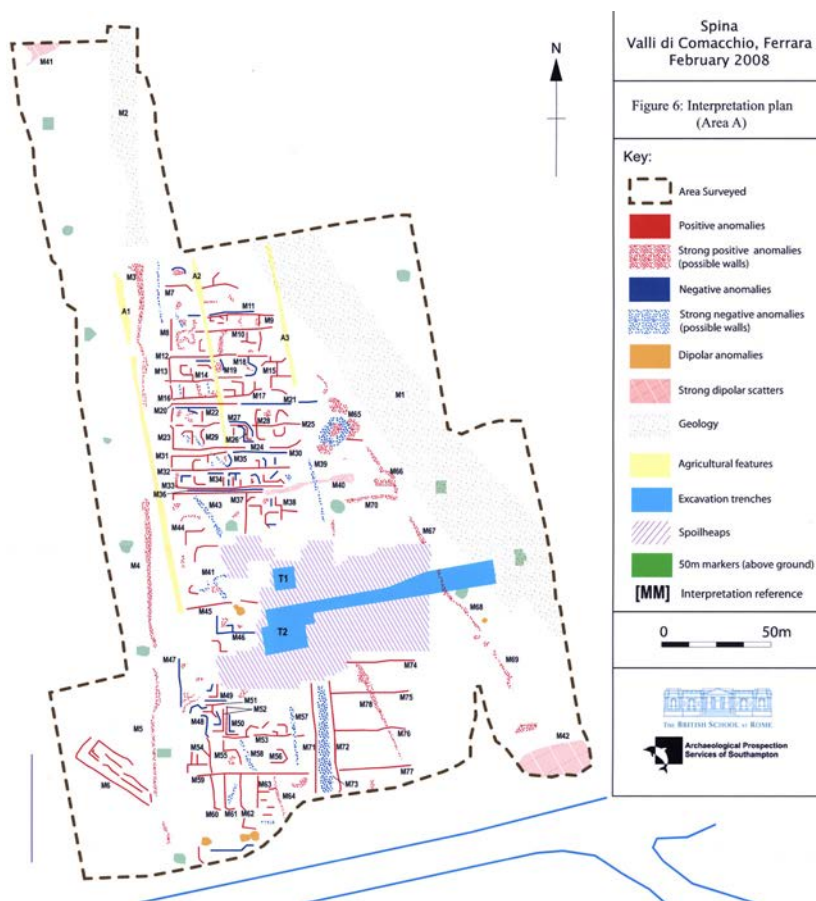 Spina
Valli di Comacchio, Ferrara
February 2008
Figure 6: Interpretation plan
(Area A)
Key:
Area Surveyed
Positive anomalies
Strong positive anomalies
(possible walls)
Negative anomalies
Strong negative anomalies
(possible walls)
Dipolar anomalies
Strong dipolar scatters
Geology
Agricultural features
Excavation trenches
Spoilheaps
50m markers (above ground)
[MM] Interpretation reference
0 50m
THE BRITISH SCHOOL AT ROME
Archaeological Prospection
Services of Southampton
N
M41
M2
M3
A2
M7
A1
M11
M8
M9
M10
A3
M12
M13
M14
M18
M19
M15
M16
M17
M21
M1
M20
M22
M27
M28
M25
M65
M23
M29
M26
M24
M30
M31
M35
M39
M32
M34
M33
M40
M66
M36
M37
M38
M70
M43
M44
M67
M4
M41
T1
M45
M68
M46
T2
M47
M74
M69
M49
M51
M52
M75
M48
M50
M57
M78
M5
M53
M71
M72
M76
M42
M54
M55
M58
M56
M59
M77
M6
M63
M73
M64
M60
M61
M62